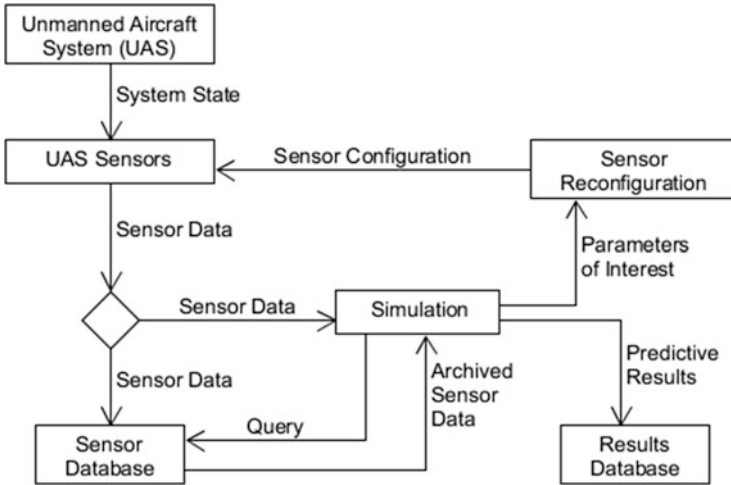 Unmanned Aircraft
System (UAS)
System State
UAS Sensors
Sensor Configuration
Sensor
Reconfiguration
Sensor Data
Parameters
of Interest
Sensor Data
Simulation
Sensor Data
Archived
Sensor
Data
Predictive
Results
Query
Sensor
Database
Results
Database